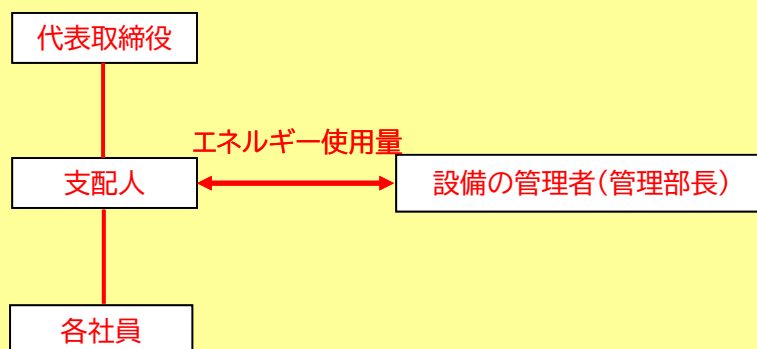 代表取締役
エネルギー使用量
支配人
設備の管理者(管理部長)
各社員